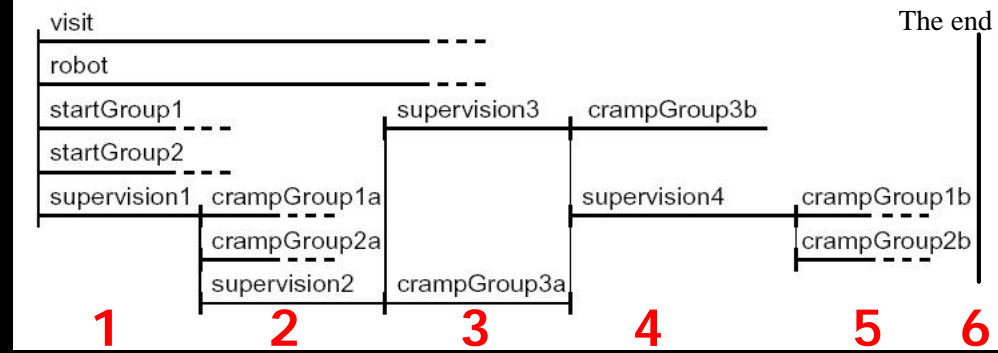 visit
The end
robot
startGroup1
supervision3
crampGroup3b
startGroup2
supervision1
crampGroup1a
supervision4
crampGroup1b
crampGroup2a
crampGroup2b
supervision2
crampGroup3a
1
2
3
4
5
6